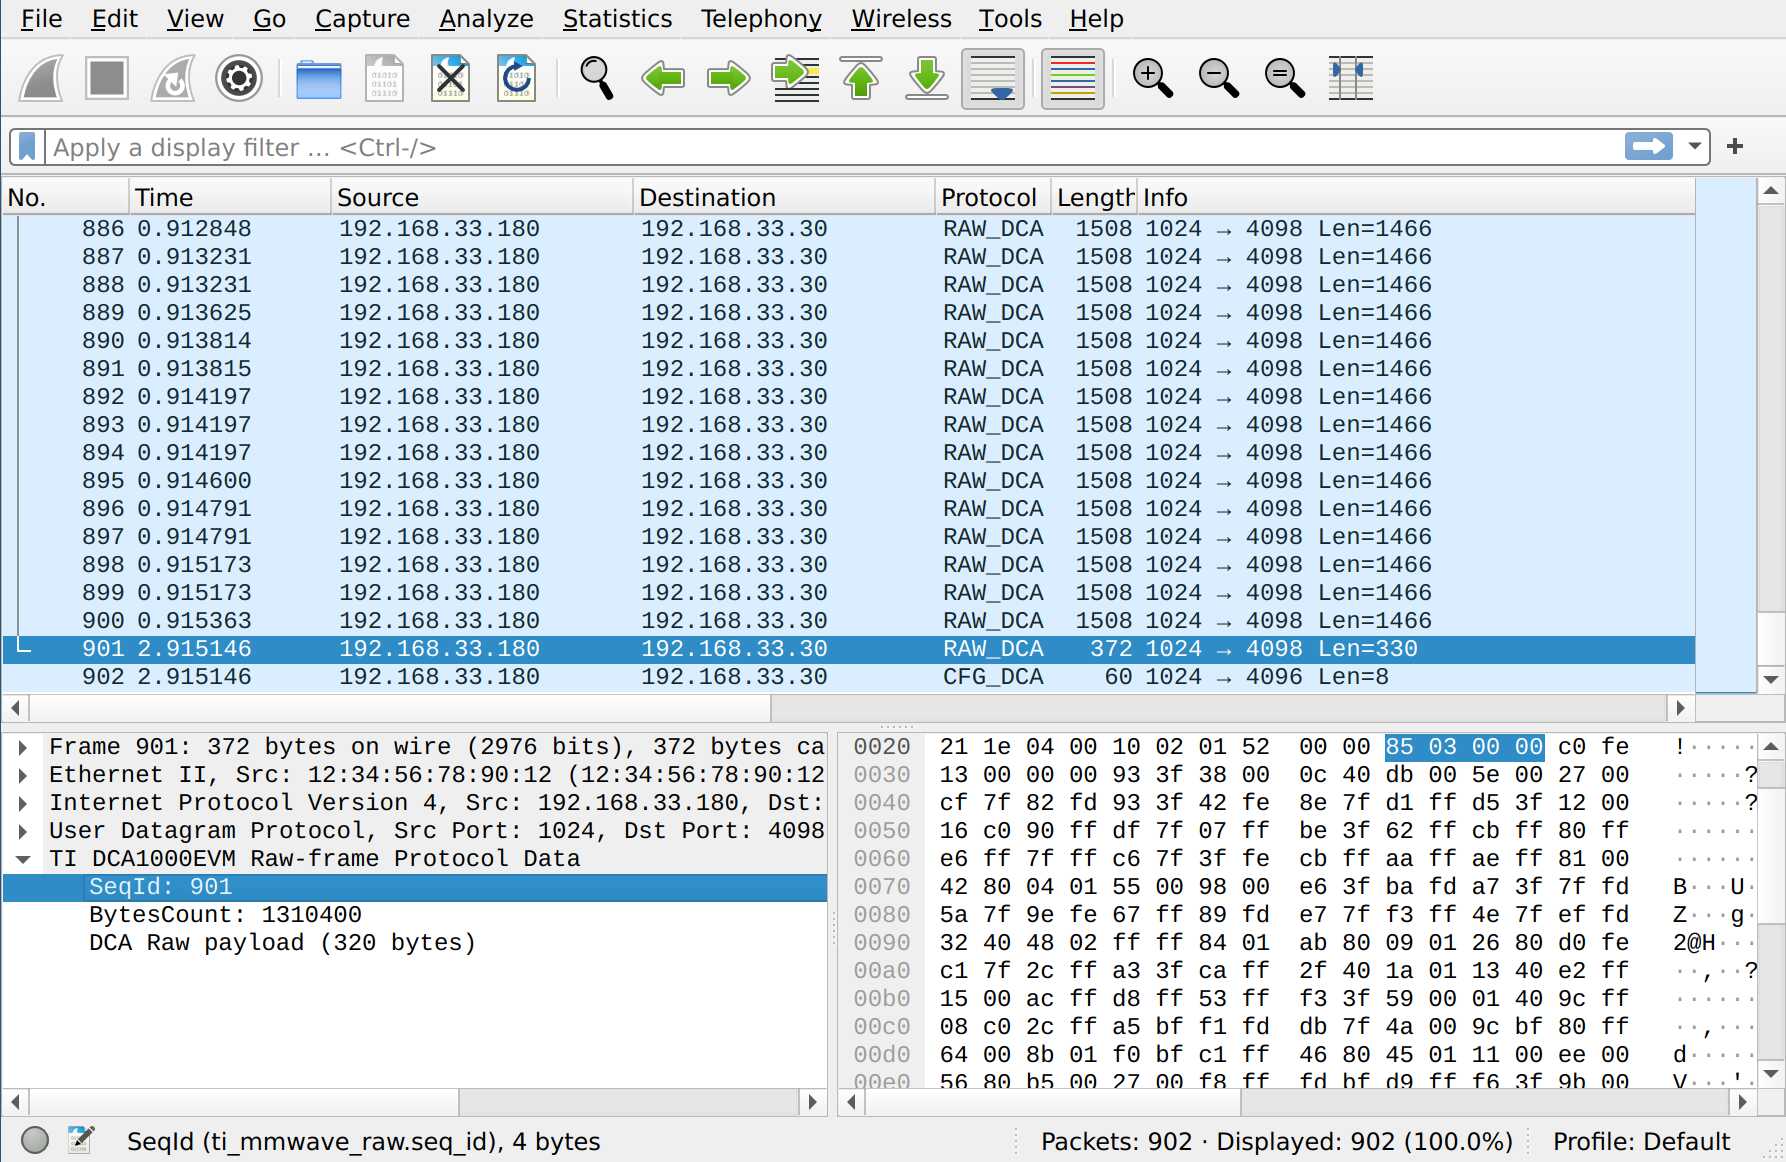 File Edit View Go Capture Analyze Statistics Telephony Wireless Tools Help
Apply a display filter … <Ctrl-/>
No. Time Source Destination Protocol Length Info
886 0.912848 192.168.33.180 192.168.33.30 RAW_DCA 1508 1024 → 4098 Len=1466
887 0.913231 192.168.33.180 192.168.33.30 RAW_DCA 1508 1024 → 4098 Len=1466
888 0.913231 192.168.33.180 192.168.33.30 RAW_DCA 1508 1024 → 4098 Len=1466
889 0.913625 192.168.33.180 192.168.33.30 RAW_DCA 1508 1024 → 4098 Len=1466
890 0.913814 192.168.33.180 192.168.33.30 RAW_DCA 1508 1024 → 4098 Len=1466
891 0.913815 192.168.33.180 192.168.33.30 RAW_DCA 1508 1024 → 4098 Len=1466
892 0.914197 192.168.33.180 192.168.33.30 RAW_DCA 1508 1024 → 4098 Len=1466
893 0.914197 192.168.33.180 192.168.33.30 RAW_DCA 1508 1024 → 4098 Len=1466
894 0.914197 192.168.33.180 192.168.33.30 RAW_DCA 1508 1024 → 4098 Len=1466
895 0.914600 192.168.33.180 192.168.33.30 RAW_DCA 1508 1024 → 4098 Len=1466
896 0.914791 192.168.33.180 192.168.33.30 RAW_DCA 1508 1024 → 4098 Len=1466
897 0.914791 192.168.33.180 192.168.33.30 RAW_DCA 1508 1024 → 4098 Len=1466
898 0.915173 192.168.33.180 192.168.33.30 RAW_DCA 1508 1024 → 4098 Len=1466
899 0.915173 192.168.33.180 192.168.33.30 RAW_DCA 1508 1024 → 4098 Len=1466
900 0.915363 192.168.33.180 192.168.33.30 RAW_DCA 1508 1024 → 4098 Len=1466
901 2.915146 192.168.33.180 192.168.33.30 RAW_DCA 372 1024 → 4098 Len=330
902 2.915146 192.168.33.180 192.168.33.30 CFG_DCA 60 1024 → 4096 Len=8
Frame 901: 372 bytes on wire (2976 bits), 372 bytes ca
Ethernet II, Src: 12:34:56:78:90:12 (12:34:56:78:90:12
Internet Protocol Version 4, Src: 192.168.33.180, Dst:
User Datagram Protocol, Src Port: 1024, Dst Port: 4098
TI DCA1000EVM Raw-frame Protocol Data
SeqId: 901
BytesCount: 1310400
DCA Raw payload (320 bytes)
0020 21 1e 04 00 10 02 01 52 00 00 85 03 00 00 c0 fe !·····
0030 13 00 00 00 93 3f 38 00 0c 40 db 00 5e 00 27 00 ·····?
0040 cf 7f 82 fd 93 3f 42 fe 8e 7f d1 ff d5 3f 12 00 ·····?
0050 16 c0 90 ff df 7f 07 ff be 3f 62 ff cb ff 80 ff ······
0060 e6 ff 7f ff c6 7f 3f fe cb ff aa ff ae ff 81 00 ······
0070 42 80 04 01 55 00 98 00 e6 3f ba fd a7 3f 7f fd B···U·
0080 5a 7f 9e fe 67 ff 89 fd e7 7f f3 ff 4e 7f ef fd Z···g·
0090 32 40 48 02 ff ff 84 01 ab 80 09 01 26 80 d0 fe 2@H···
00a0 c1 7f 2c ff a3 3f ca ff 2f 40 1a 01 13 40 e2 ff ··,··?
00b0 15 00 ac ff d8 ff 53 ff f3 3f 59 00 01 40 9c ff ······
00c0 08 c0 2c ff a5 bf f1 fd db 7f 4a 00 9c bf 80 ff ··,···
00d0 64 00 8b 01 f0 bf c1 ff 46 80 45 01 11 00 ee 00 d·····
00e0 56 80 b5 00 27 00 f8 ff fd bf d9 ff f6 3f 9b 00 V···'·
SeqId (ti_mmwave_raw.seq_id), 4 bytes
Packets: 902 · Displayed: 902 (100.0%)
Profile: Default